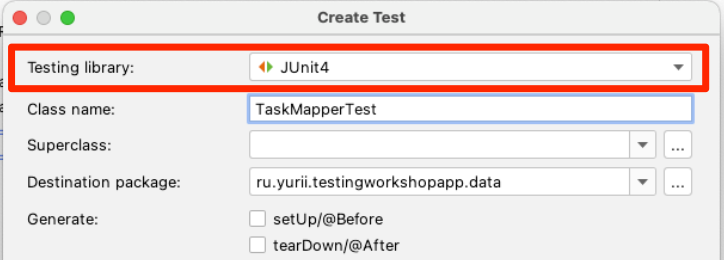 Create Test
Testing library: JUnit4
Class name: TaskMapperTest
Superclass: ...
Destination package: ru.yurii.testingworkshopapp.data ...
Generate: setUp/@Before
tearDown/@After